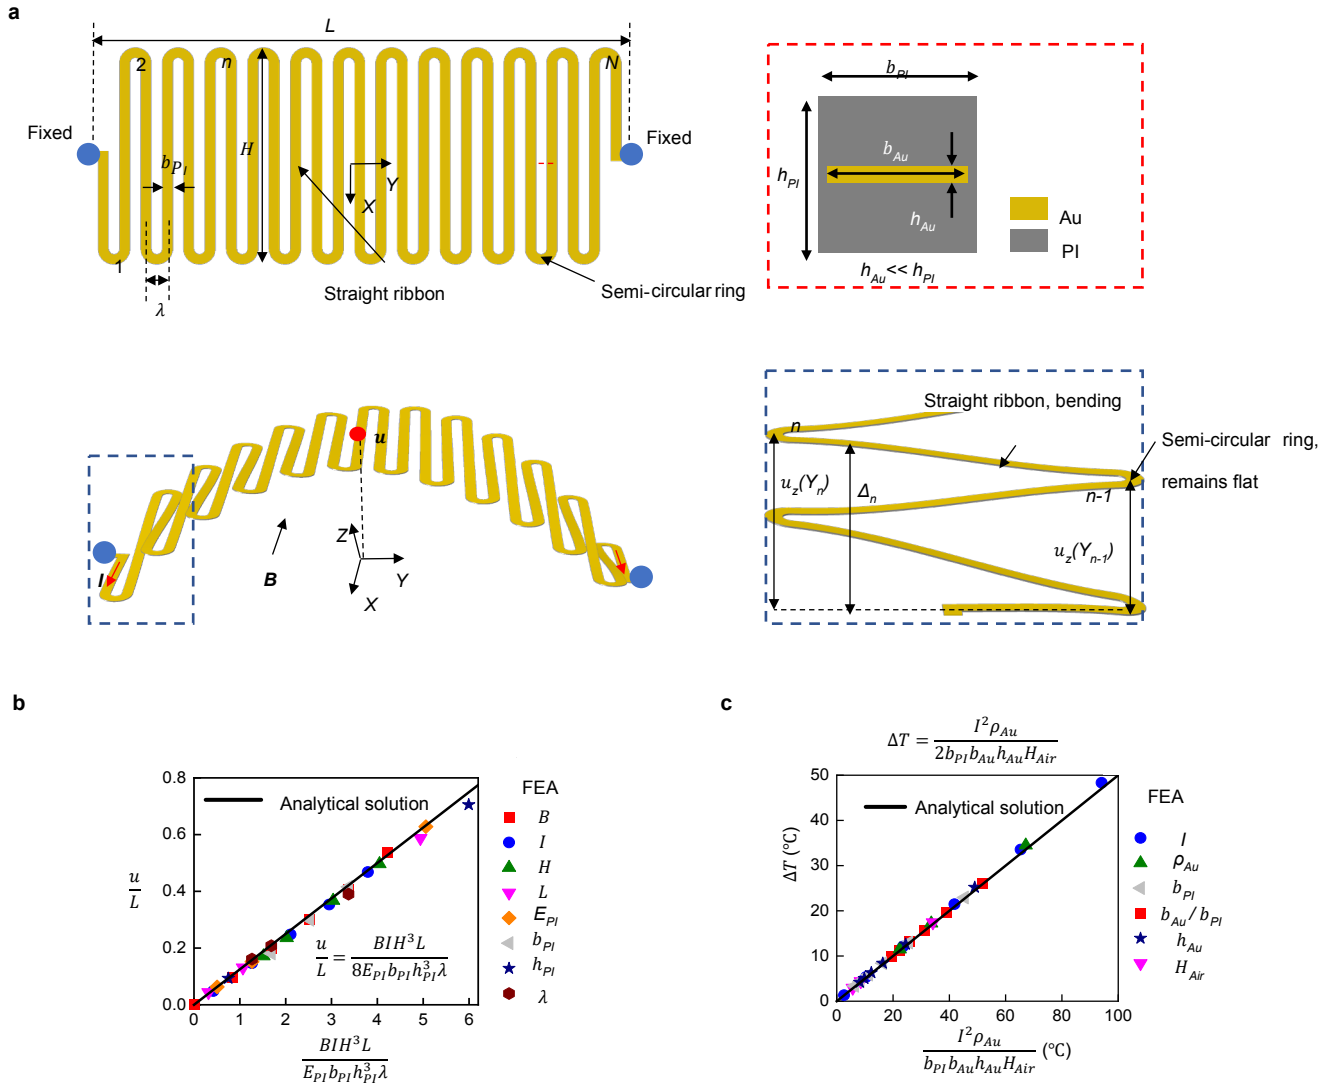 a
L
2
n
N
Fixed
Fixed
b_PI
H
Y
X
1
λ
Straight ribbon
Semi-circular ring
b_PI
b_Au
h_PI
h_Au
Au
PI
h_Au << h_PI
u
Z
I
B
Y
X
Straight ribbon, bending
n
Semi-circular ring,
remains flat
u_z(Y_n)
Δ_n
n-1
u_z(Y_{n-1})
b
0.8
0.6
0.4
0.2
0.0
u/L
Analytical solution
u/L = BIH³L / 8E_PI b_PI h³_PI λ
0 1 2 3 4 5 6
BIH³L / E_PI b_PI h³_PI λ
FEA
B
I
H
L
E_PI
b_PI
h_PI
λ
c
ΔT = I²ρ_Au / 2b_PI b_Au h_Au H_Air
50
40
30
20
10
0
ΔT (°C)
Analytical solution
0 20 40 60 80 100
I²ρ_Au / b_PI b_Au h_Au H_Air (°C)
FEA
I
ρ_Au
b_PI
b_Au/b_PI
h_Au
H_Air